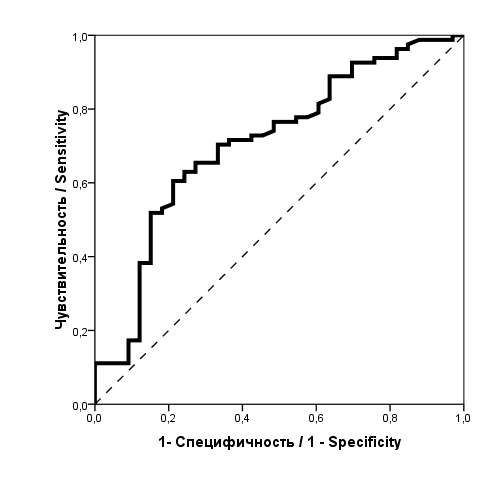 1,0
0,8
0,6
0,4
0,2
0,0
Чувствительность / Sensitivity
0,0 0,2 0,4 0,6 0,8 1,0
1- Специфичность / 1 - Specificity